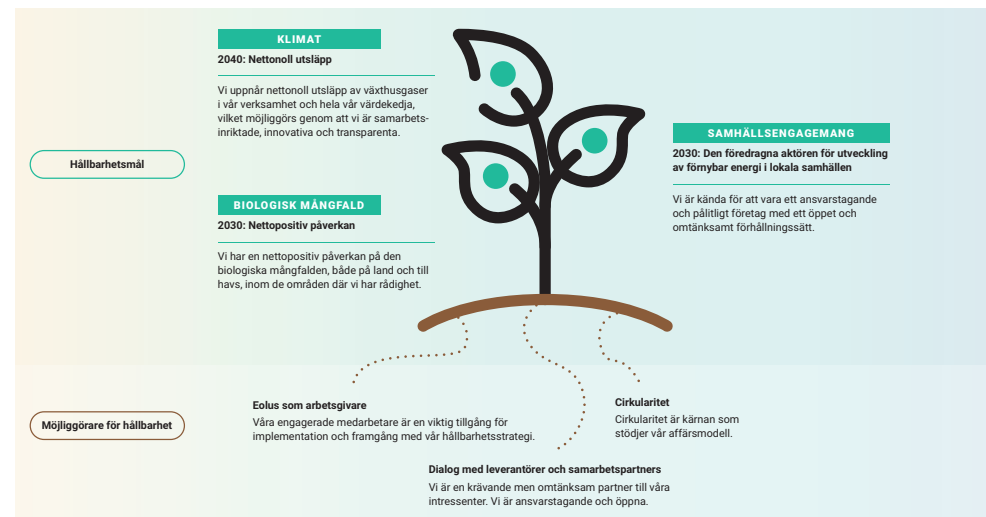 KLIMAT
2040: Nettonoll utsläpp
Vi uppnår nettonoll utsläpp av växthusgaser
i vår verksamhet och hela vår värdekedja,
vilket möjliggörs genom att vi är samarbets-
inriktade, innovativa och transparenta.
Hållbarhetsmål
BIOLOGISK MÅNGFALD
2030: Nettopositiv påverkan
Vi har en nettopositiv påverkan på den
biologiska mångfalden, både på land och till
havs, inom de områden där vi har rådighet.
SAMHÄLLSENGAGEMANG
2030: Den föredragna aktören för utveckling
av förnybar energi i lokala samhällen
Vi är kända för att vara ett ansvarstagande
och pålitligt företag med ett öppet och
omtänksamt förhållningssätt.
Möjliggörare för hållbarhet
Eolus som arbetsgivare
Våra engagerade medarbetare är en viktig tillgång för
implementation och framgång med vår hållbarhetsstrategi.
Cirkularitet
Cirkularitet är kärnan som
stödjer vår affärsmodell.
Dialog med leverantörer och samarbetspartners
Vi är en krävande men omtänksam partner till våra
intressenter. Vi är ansvarstagande och öppna.